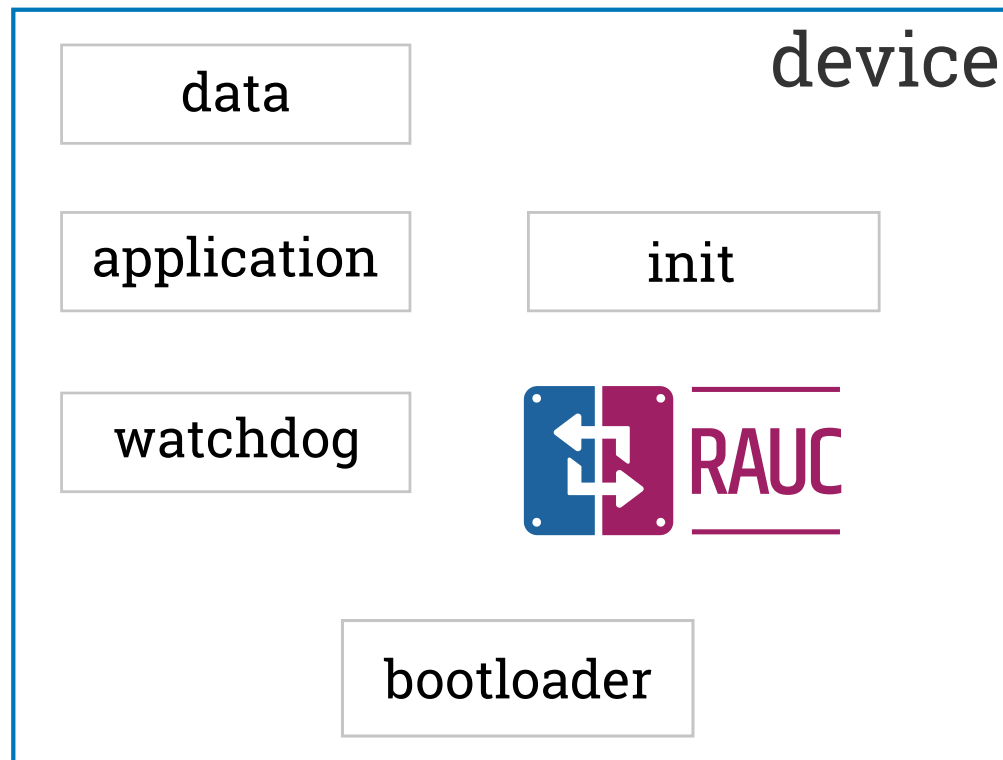 device
data
application
init
watchdog
RAUC
bootloader